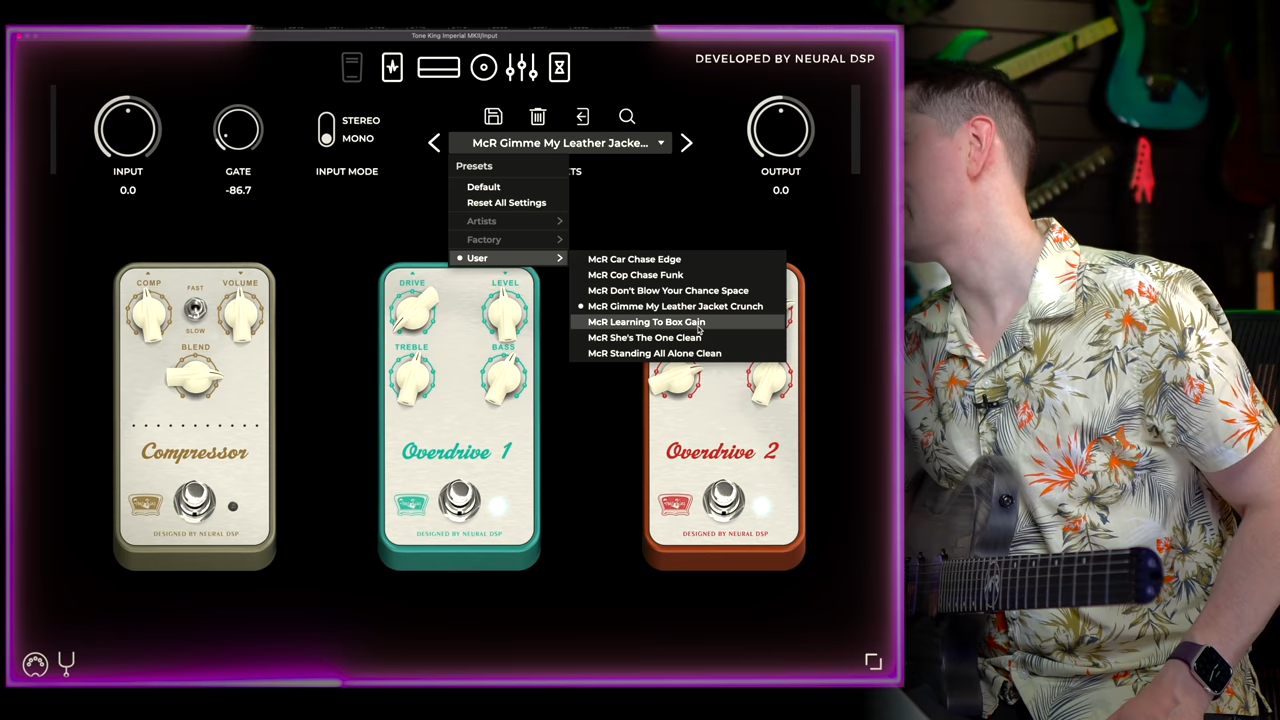 Tone King Imperial MKII/Input
DEVELOPED BY NEURAL DSP
STEREO
MONO
INPUT
0.0
GATE
-86.7
INPUT MODE
McR Gimme My Leather Jacke...
TS
OUTPUT
0.0
Presets
Default
Reset All Settings
Artists
Factory
User
McR Car Chase Edge
McR Cop Chase Funk
McR Don't Blow Your Chance Space
McR Gimme My Leather Jacket Crunch
McR Learning To Box Gain
McR She's The One Clean
McR Standing All Alone Clean
COMP
FAST
SLOW
VOLUME
BLEND
Compressor
DESIGNED BY NEURAL DSP
DRIVE
LEVEL
TREBLE
BASS
Overdrive 1
DESIGNED BY NEURAL DSP
Overdrive 2
DESIGNED BY NEURAL DSP